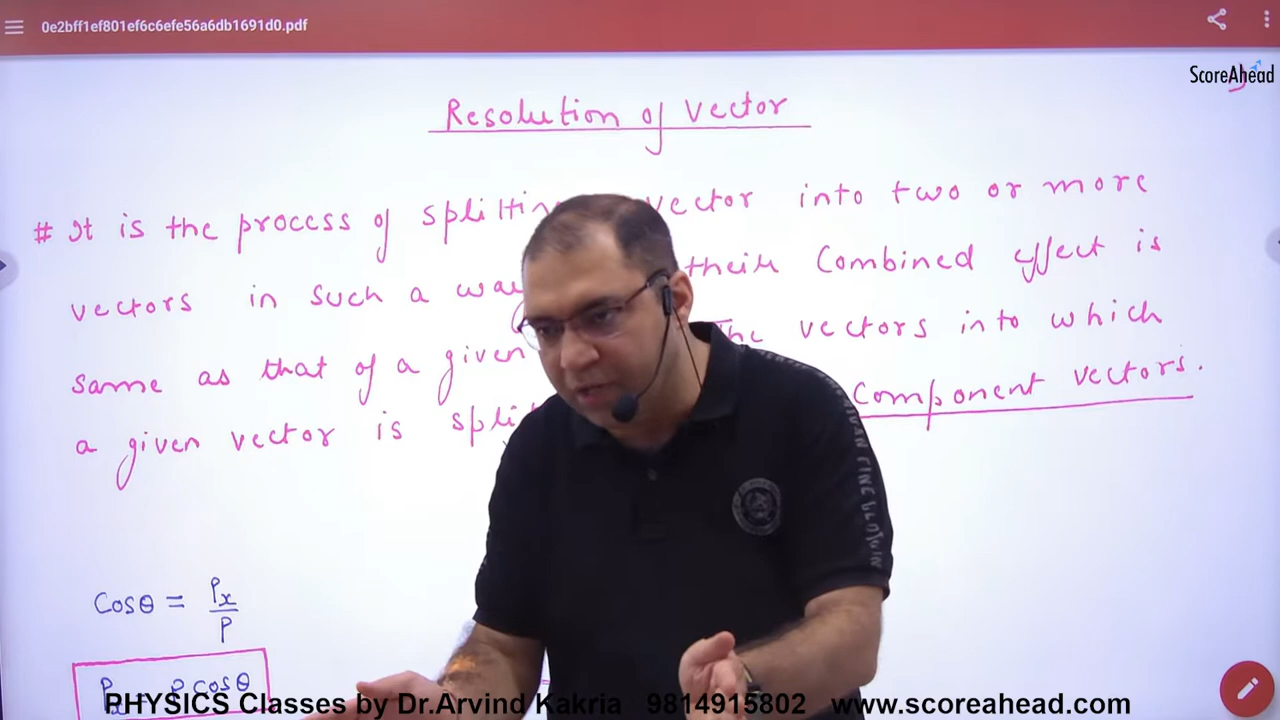 0e2bff1ef801ef6c6efe56a6db1691d0.pdf
ScoreAhead
Resolution of vector
# It is the process of vector into two or more
vectors in such a their Combined effect is
same as that of a given The vectors into which
a given vector is Component vectors.
Cosθ = Px
P
P cosθ
PHYSICS Classes by Dr.Arvind Kakria 9814915802 www.scoreahead.com